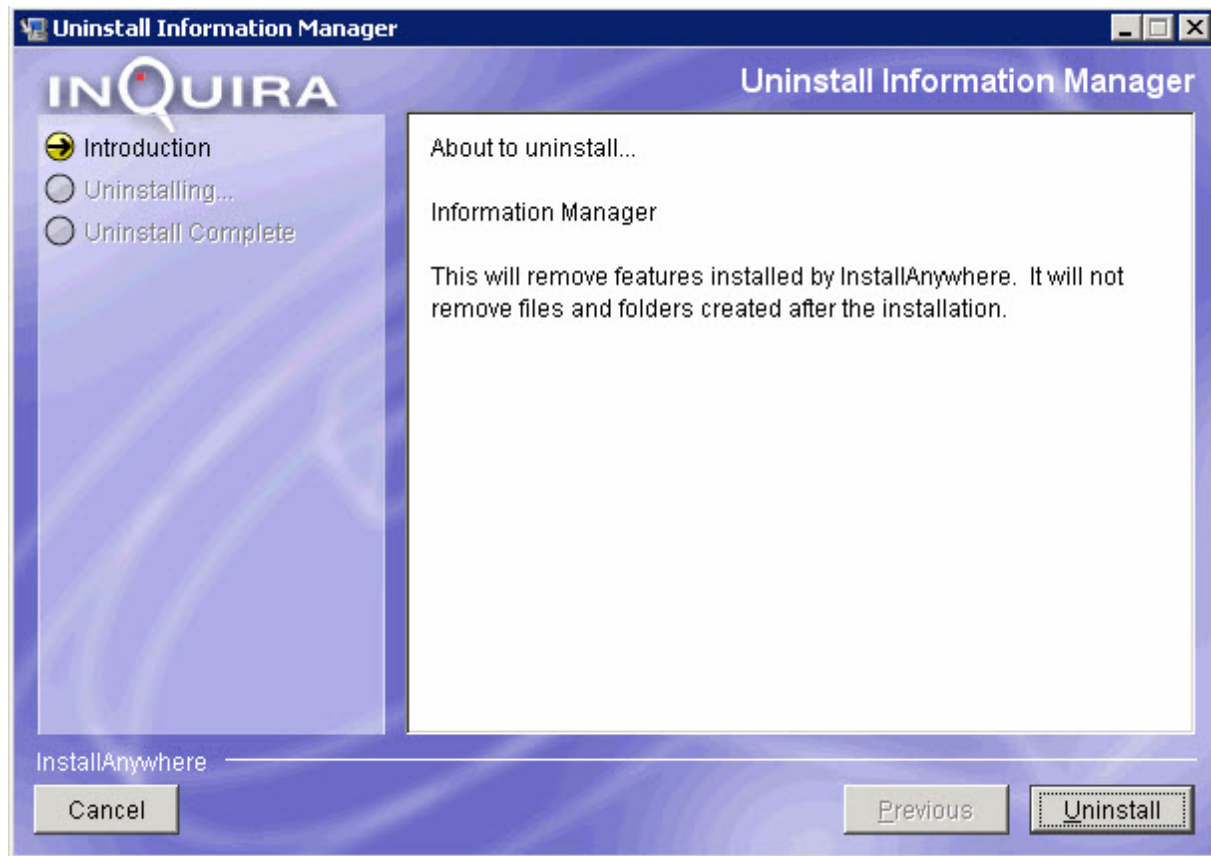 Uninstall Information Manager
INQUIRA
Uninstall Information Manager
Introduction
Uninstalling...
Uninstall Complete
About to uninstall...
Information Manager
This will remove features installed by InstallAnywhere.  It will not
remove files and folders created after the installation.
InstallAnywhere
Cancel
Previous
Uninstall